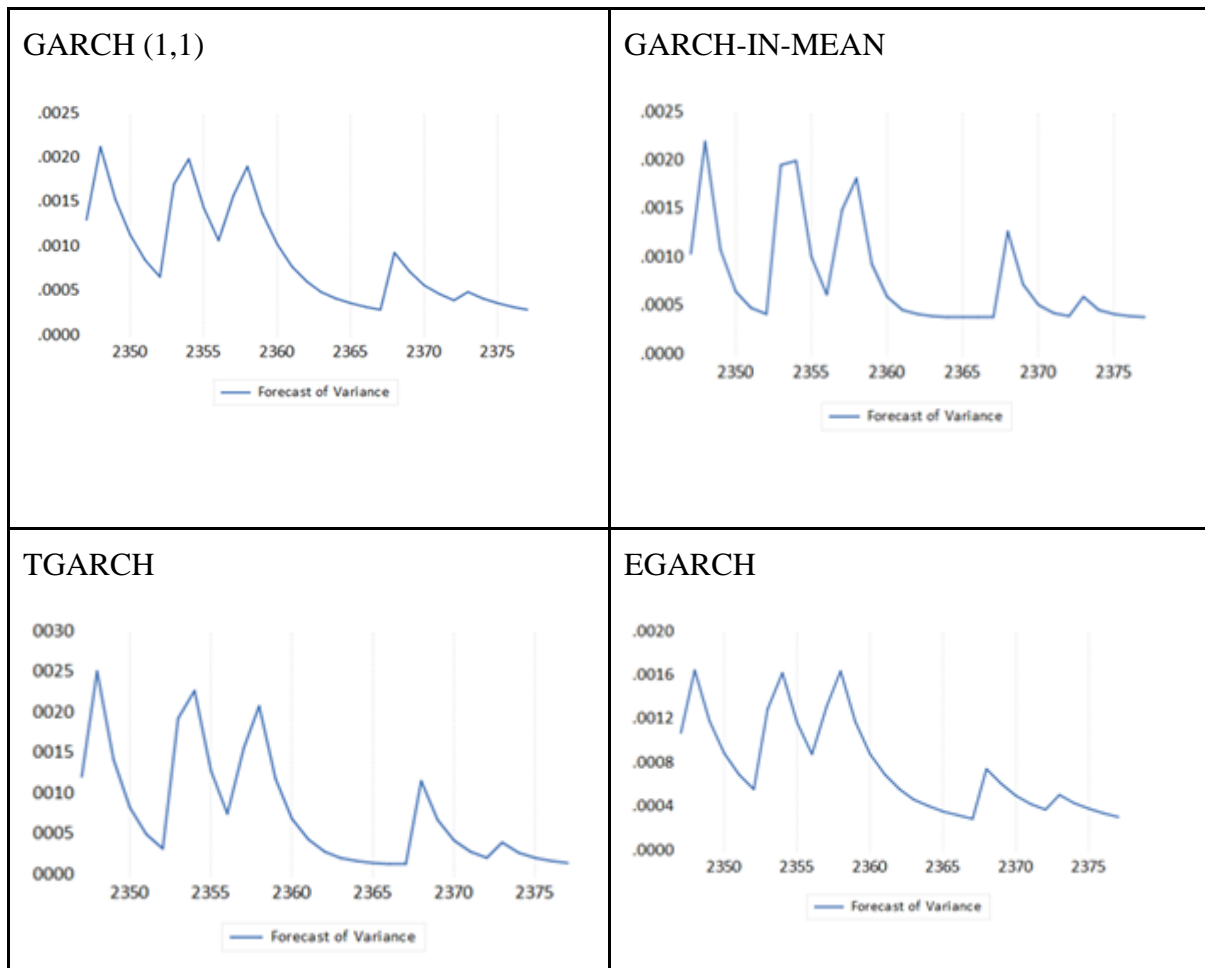 GARCH (1,1)
.0025
.0020
.0015
.0010
.0005
.0000
2350 2355 2360 2365 2370 2375
Forecast of Variance
GARCH-IN-MEAN
.0025
.0020
.0015
.0010
.0005
.0000
2350 2355 2360 2365 2370 2375
Forecast of Variance
TGARCH
0030
0025
0020
0015
0010
0005
0000
2350 2355 2360 2365 2370 2375
Forecast of Variance
EGARCH
.0020
.0016
.0012
.0008
.0004
.0000
2350 2355 2360 2365 2370 2375
Forecast of Variance